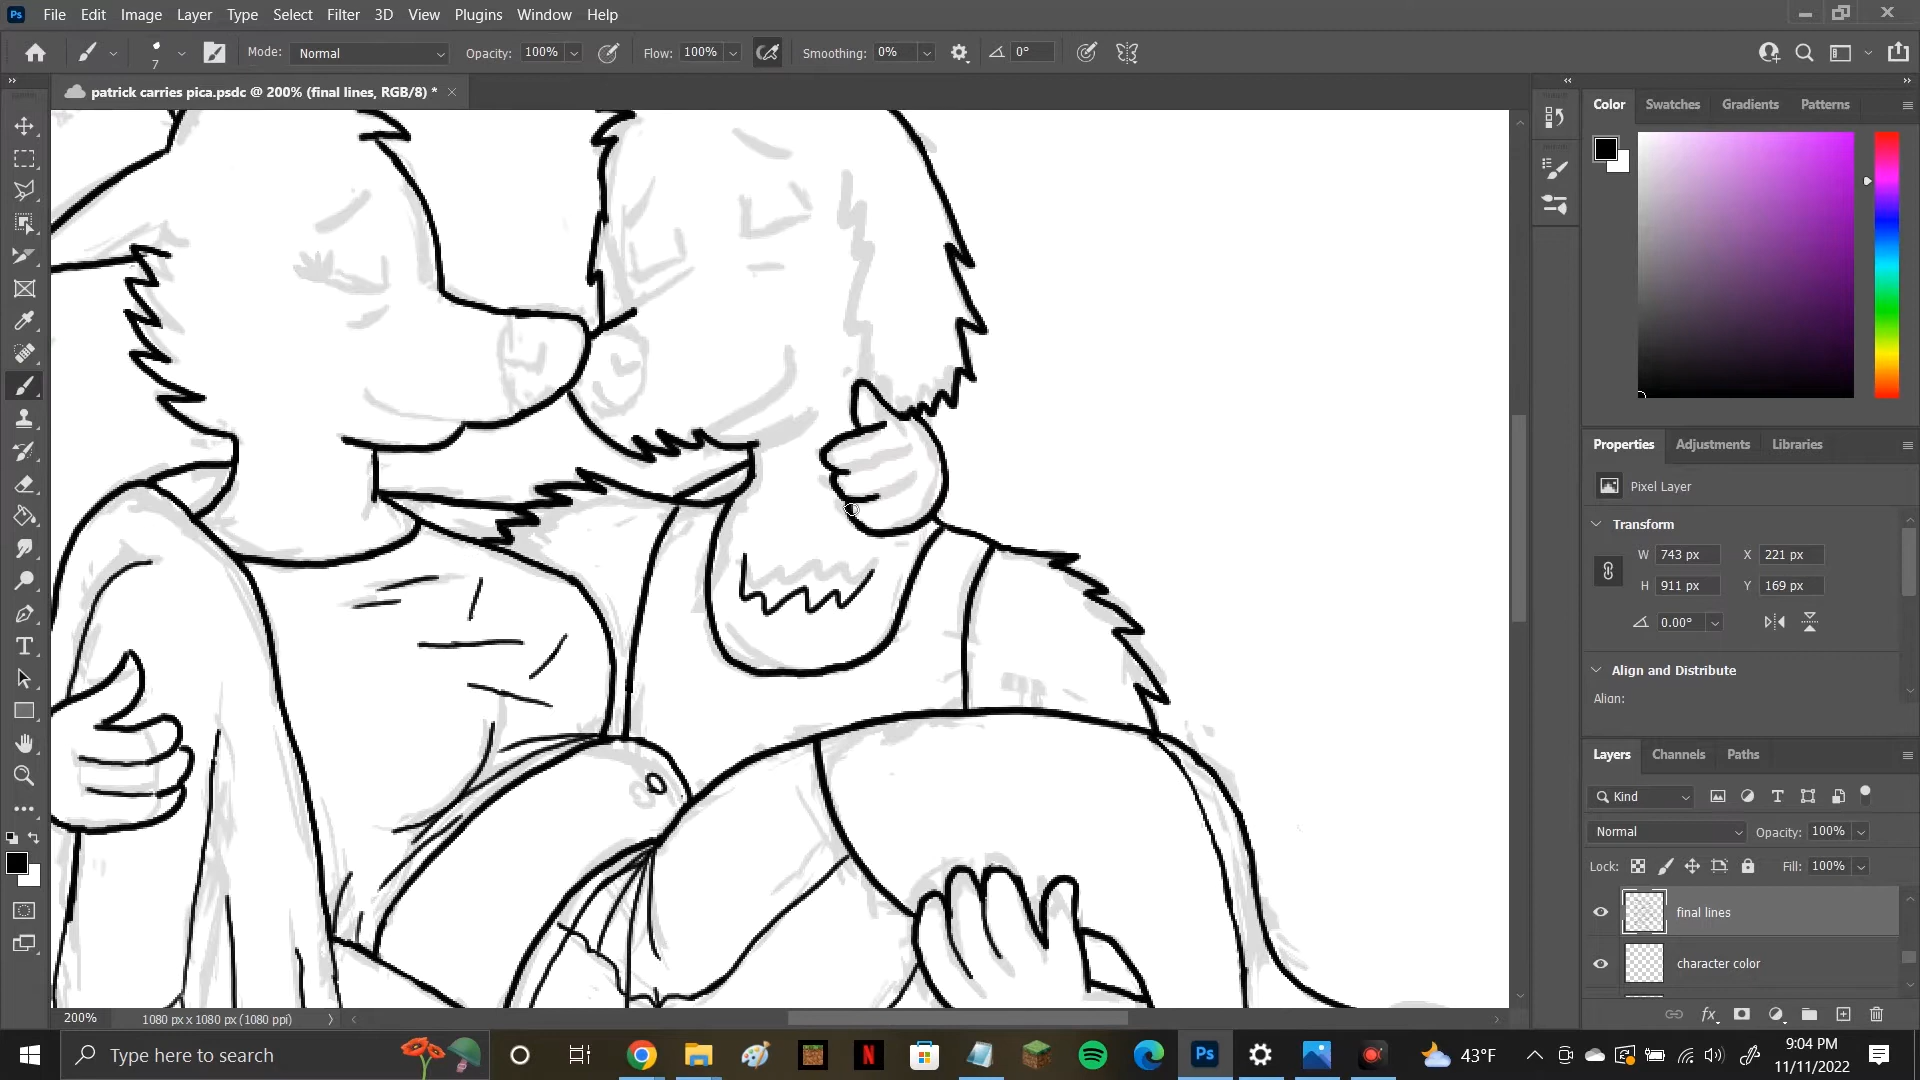 Ps File Edit Image Layer Type Select Filter 3D View Plugins Window Help
7 Mode: Normal Opacity: 100% Flow: 100% Smoothing: 0% 0°
patrick carries pica.psdc @ 200% (final lines, RGB/8) *
Color Swatches Gradients Patterns
Properties Adjustments Libraries
Pixel Layer
Transform
W 743 px X 221 px
H 911 px Y 169 px
0.00°
Align and Distribute
Align:
Layers Channels Paths
Kind
Normal Opacity: 100%
Lock: Fill: 100%
final lines
character color
200% 1080 px x 1080 px (1080 ppi)
Type here to search
Ps
43°F
9:04 PM
11/11/2022